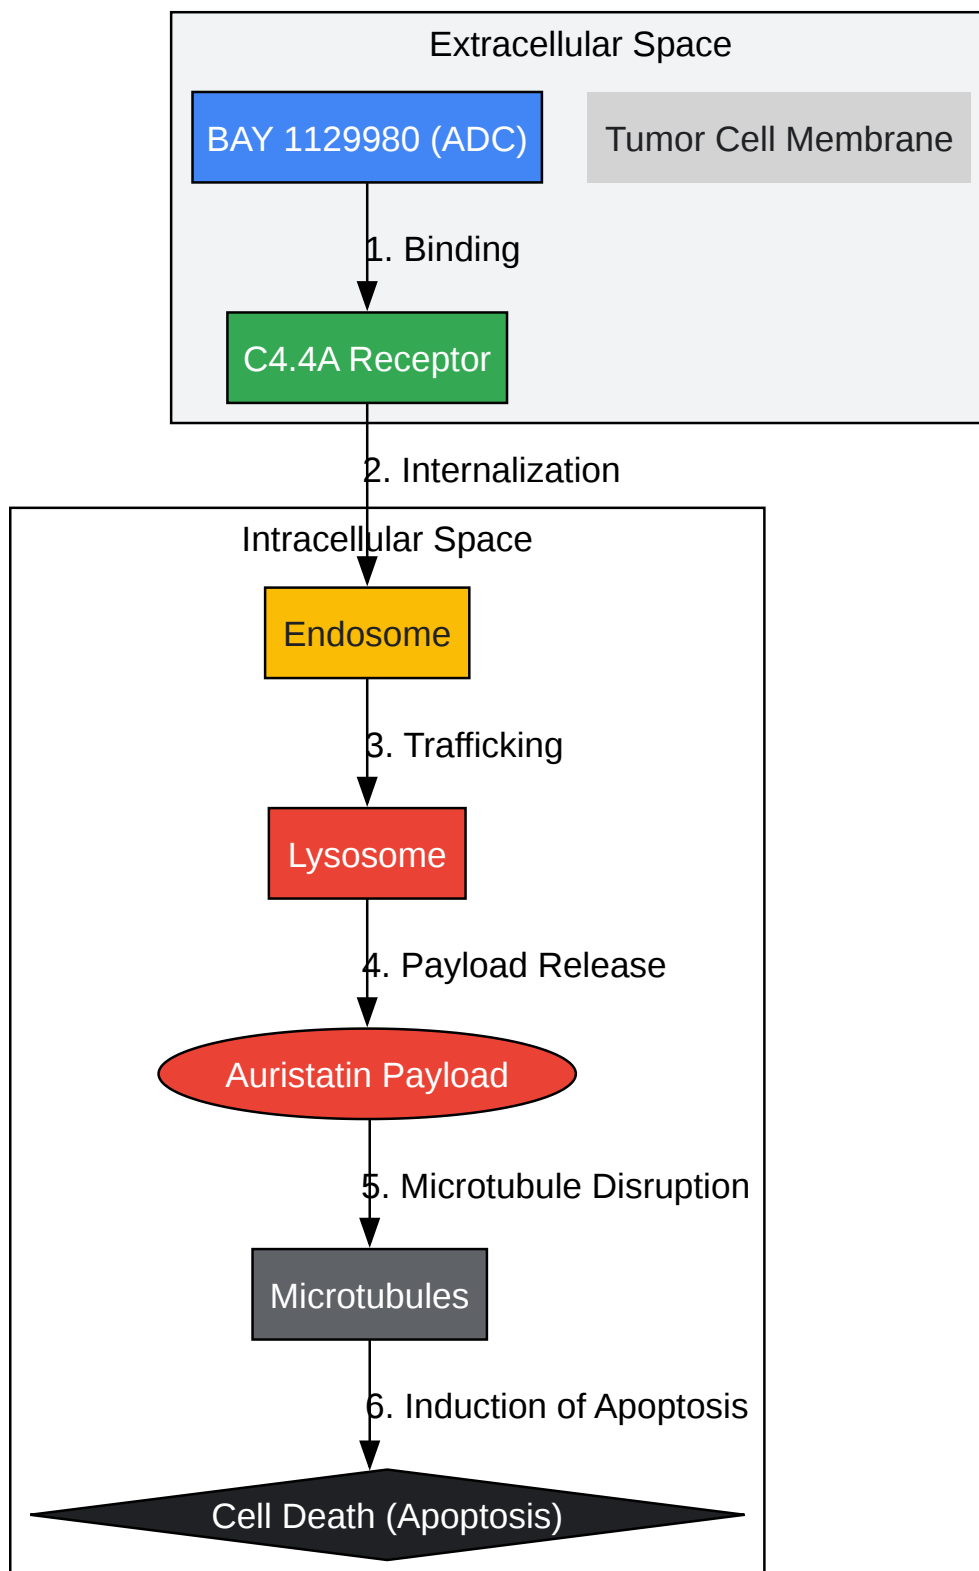 Extracellular Space
BAY 1129980 (ADC)
Tumor Cell Membrane
1. Binding
C4.4A Receptor
2. Internalization
Intracellular Space
Endosome
3. Trafficking
Lysosome
4. Payload Release
Auristatin Payload
5. Microtubule Disruption
Microtubules
6. Induction of Apoptosis
Cell Death (Apoptosis)